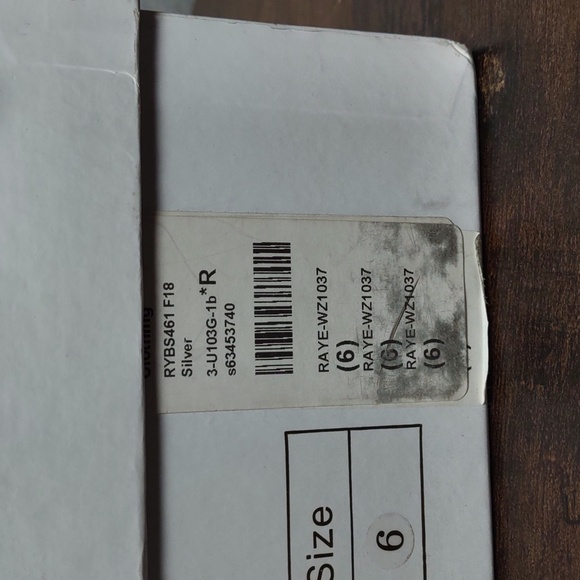 RYBS461 F18
Silver
3-U103G-1b*R
s63453740
RAYE-WZ1037
(6)
RAYE-WZ1037
(6)
RAYE-WZ1037
(6)
Size
6